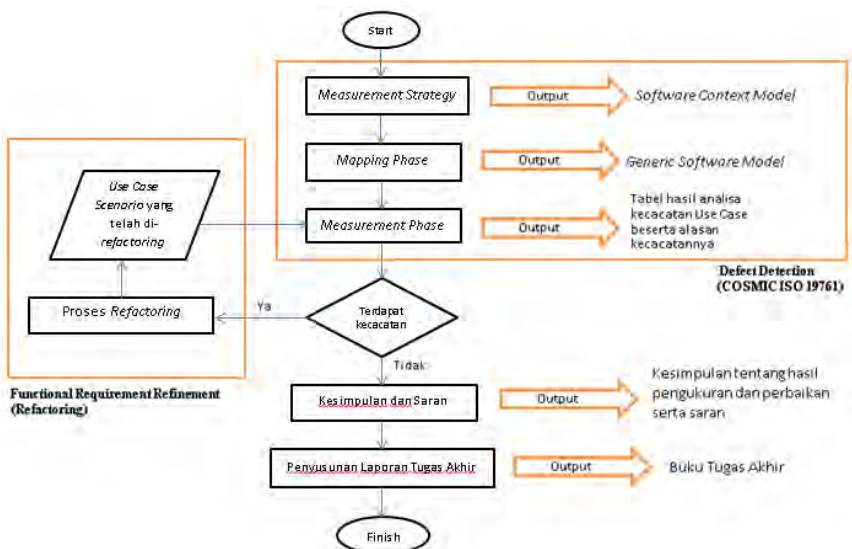 Start
Measurement Strategy
Output
Software Context Model
Mapping Phase
Output
Generic Software Model
Use Case
Scenario yang
telah di-
refactoring
Measurement Phase
Output
Tabel hasil analisa
kecacatan Use Case
beserta alasan
kecacatannya
Defect Detection
(COSMIC ISO 19761)
Proses Refactoring
Ya
Terdapat
kecacatan
Tidak
Functional Requirement Refinement
(Refactoring)
Kesimpulan dan Saran
Output
Kesimpulan tentang hasil
pengukuran dan perbaikan
serta saran
Penyusunan Laporan Tugas Akhir
Output
Buku Tugas Akhir
Finish